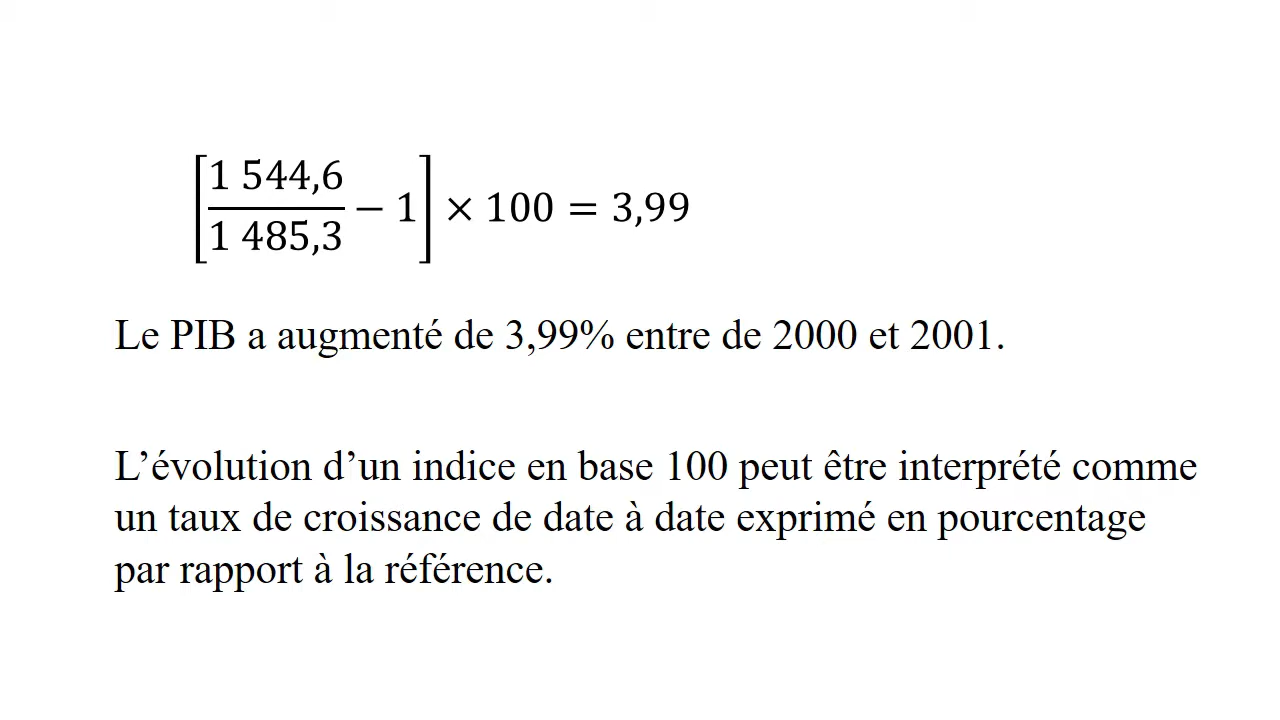 [1 544,6 / 1 485,3 − 1] × 100 = 3,99
Le PIB a augmenté de 3,99% entre de 2000 et 2001.
L’évolution d’un indice en base 100 peut être interprété comme
un taux de croissance de date à date exprimé en pourcentage
par rapport à la référence.